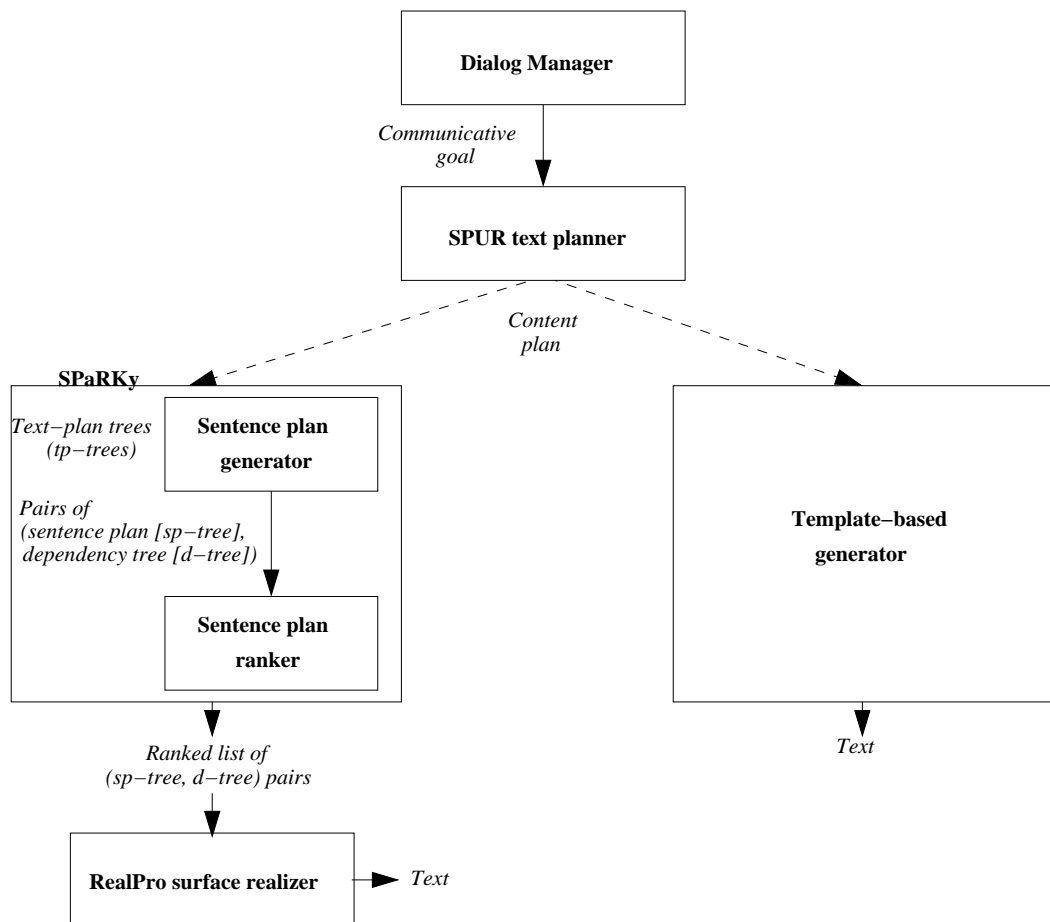 Dialog Manager
Communicative
goal
SPUR text planner
Content
plan
SPaRKy
Text−plan trees
(tp−trees)
Sentence plan
generator
Pairs of
(sentence plan [sp−tree],
dependency tree [d−tree])
Template−based
generator
Sentence plan
ranker
Ranked list of
(sp−tree, d−tree) pairs
Text
RealPro surface realizer
Text